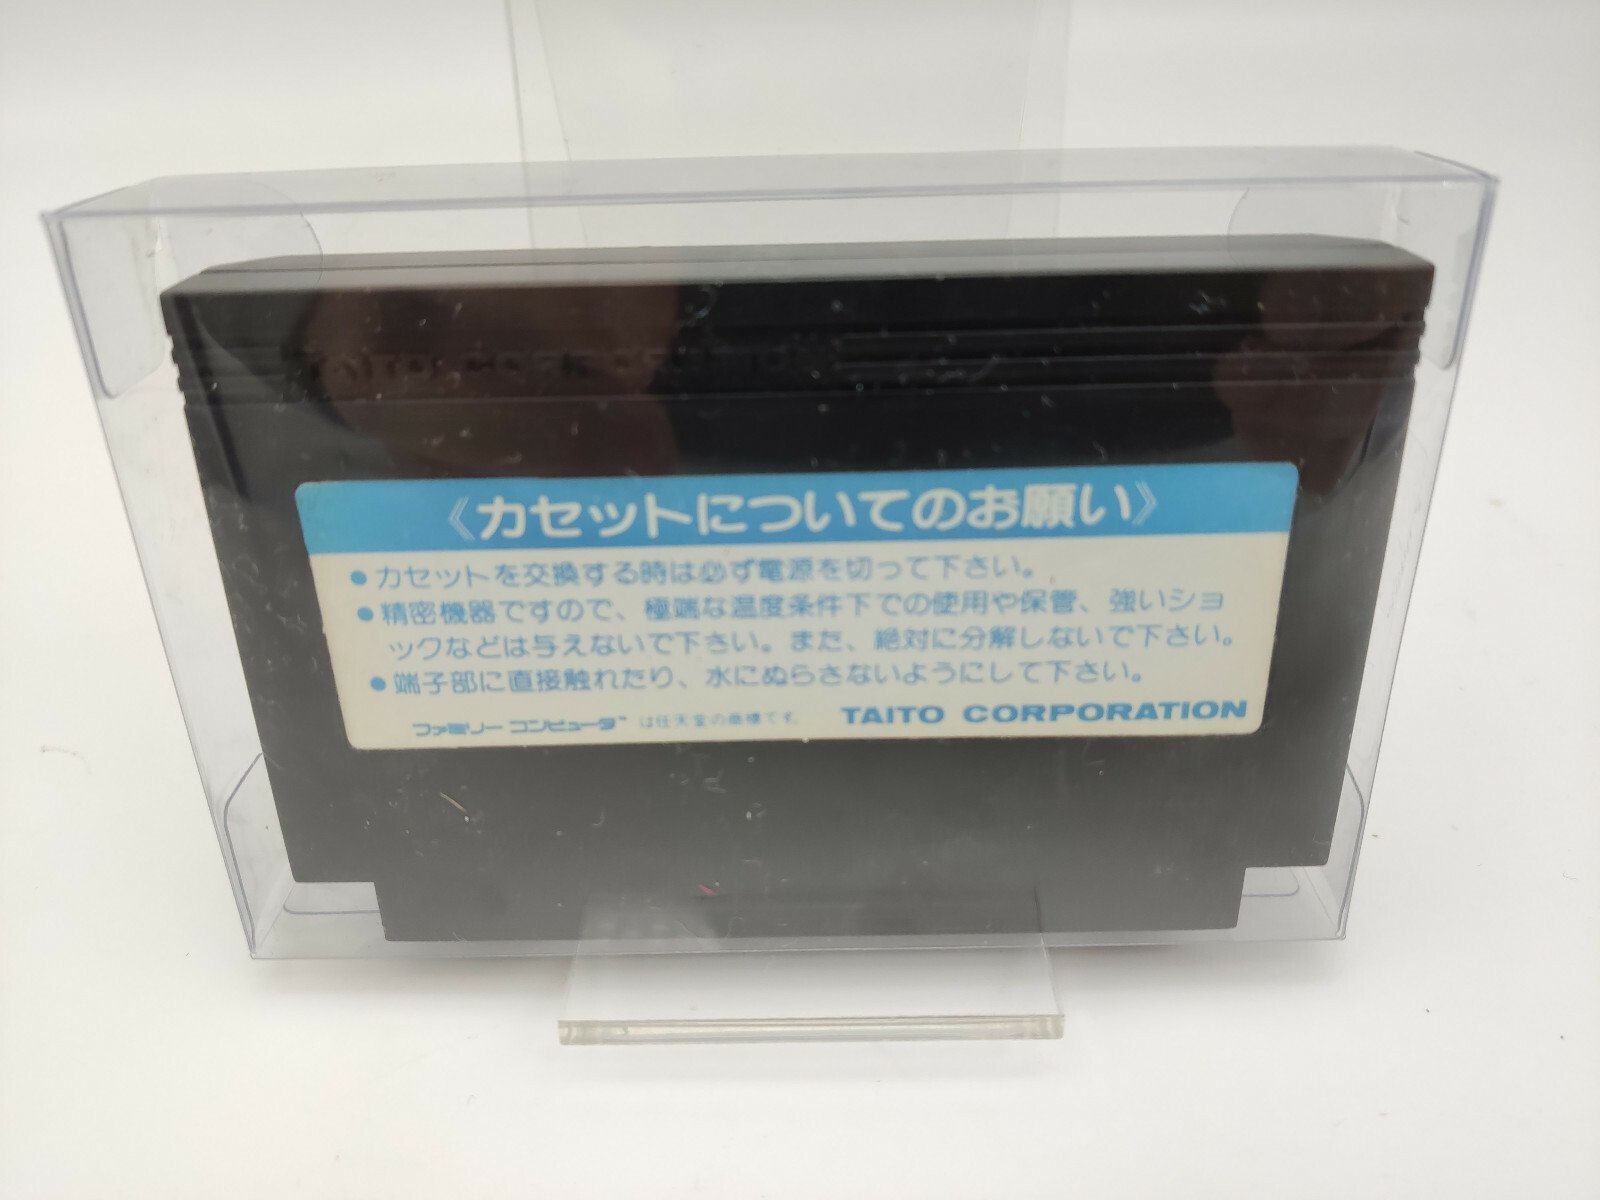 《カセットについてのお願い》
●カセットを交換する時は必ず電源を切って下さい。
●精密機器ですので、極端な温度条件下での使用や保管、強いショ
ックなどは与えないで下さい。また、絶対に分解しないで下さい。
●端子部に直接触れたり、水にぬらさないようにして下さい。
ファミリーコンピュータ™ は任天堂の商標です。 TAITO CORPORATION